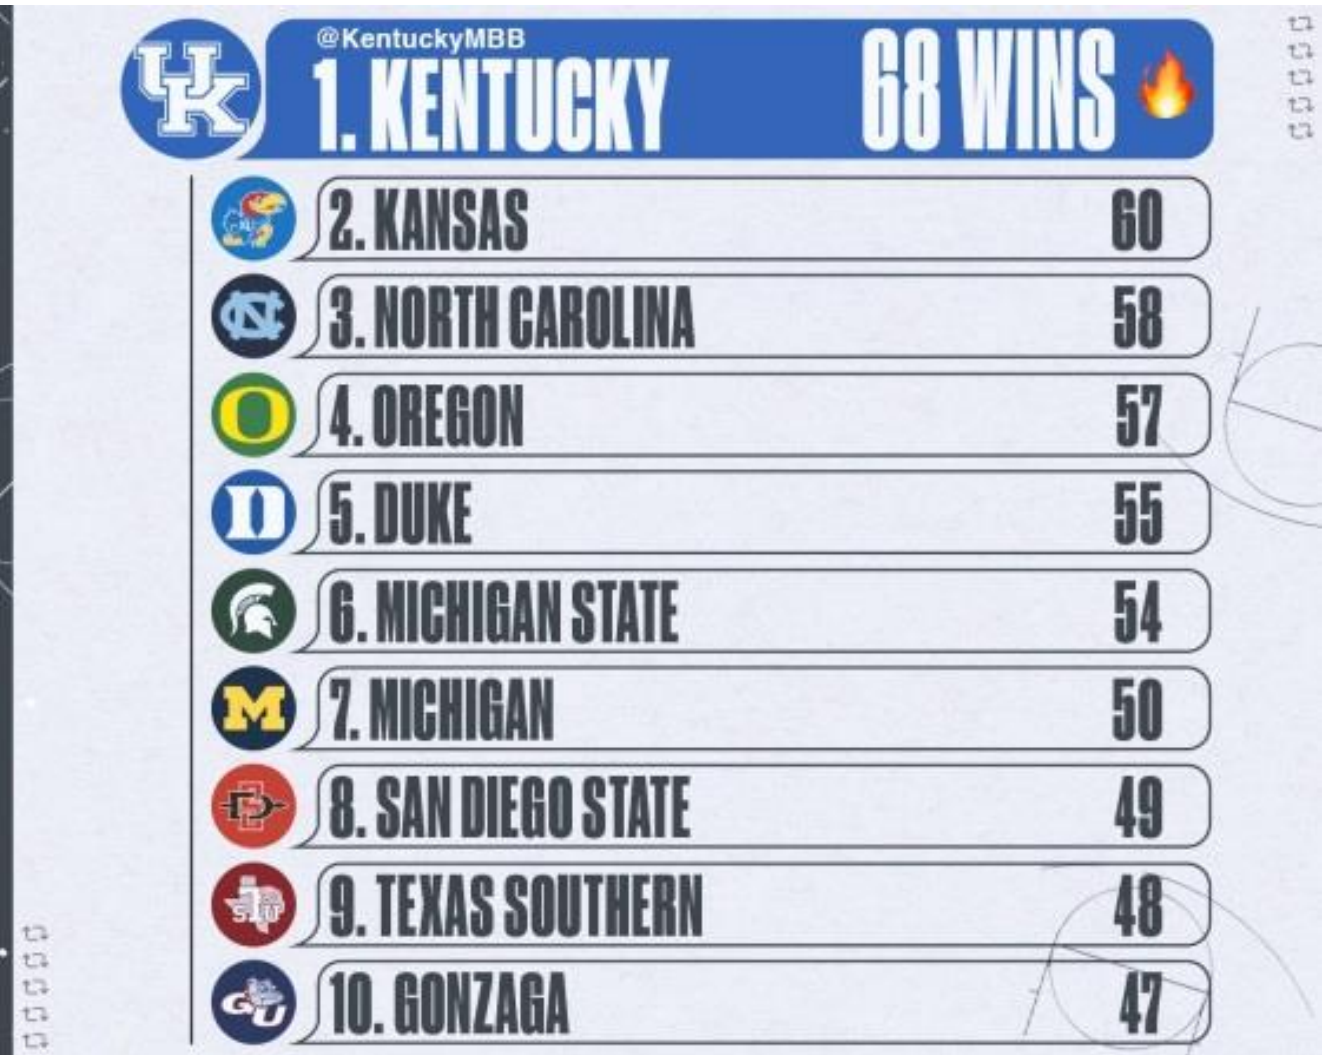 @KentuckyMBB
1. KENTUCKY 68 WINS 🔥
2. KANSAS 60
3. NORTH CAROLINA 58
4. OREGON 57
5. DUKE 55
6. MICHIGAN STATE 54
7. MICHIGAN 50
8. SAN DIEGO STATE 49
9. TEXAS SOUTHERN 48
10. GONZAGA 47